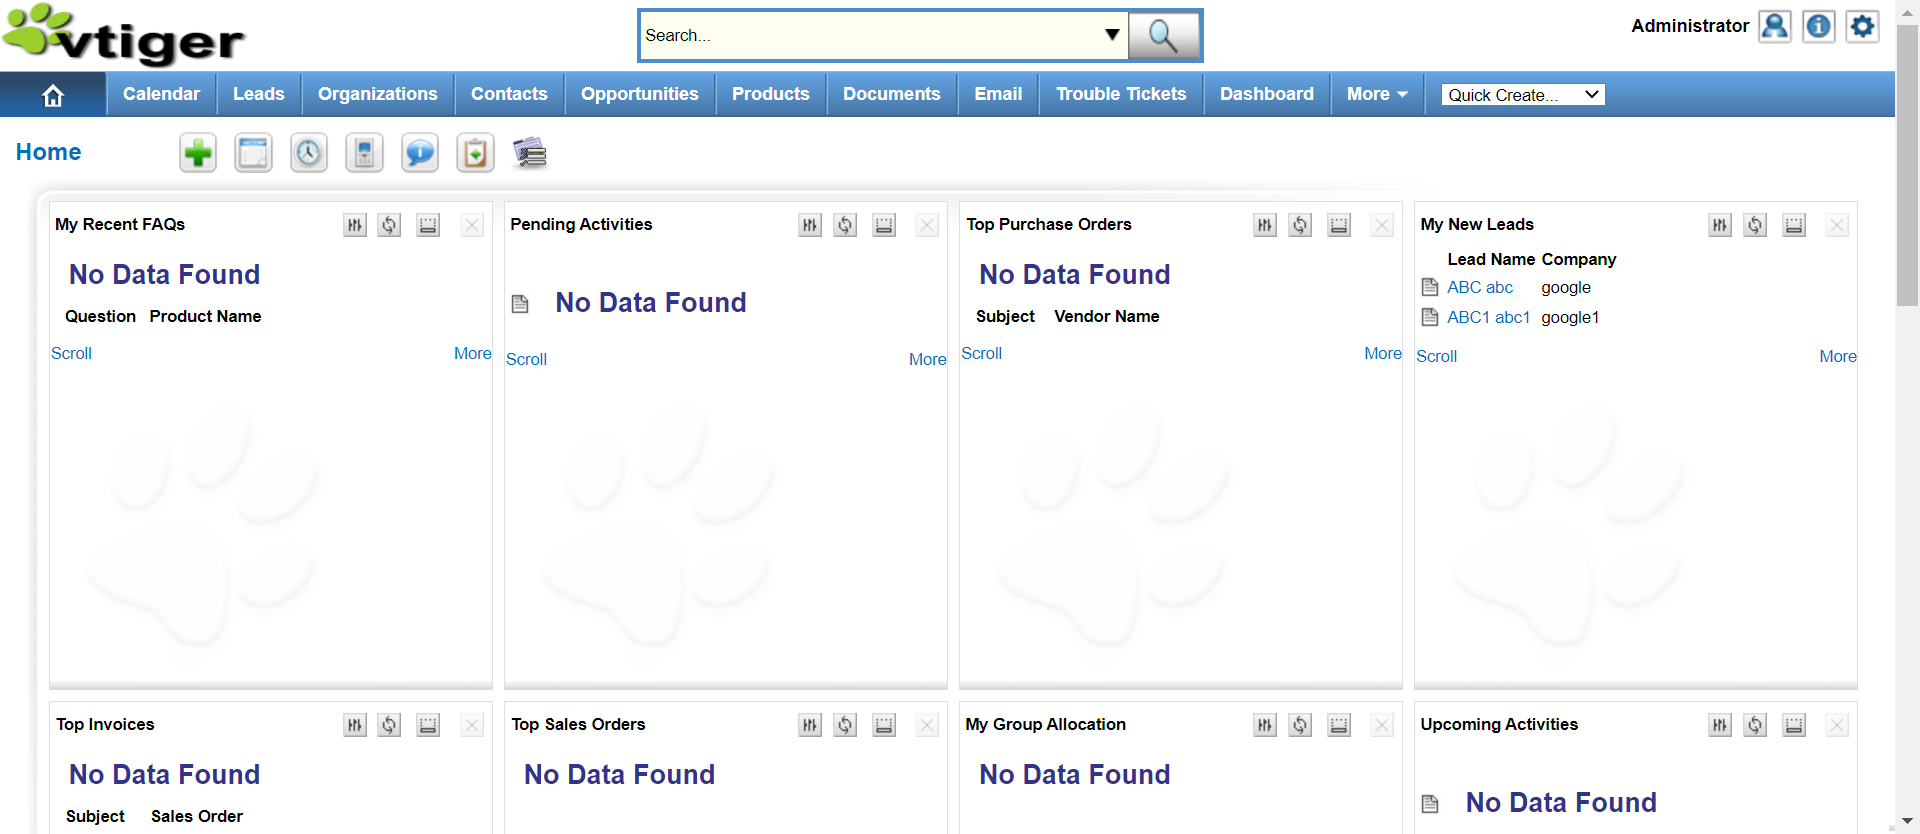 vtiger
Search...
Administrator
Calendar
Leads
Organizations
Contacts
Opportunities
Products
Documents
Email
Trouble Tickets
Dashboard
More
Quick Create...
Home
My Recent FAQs
No Data Found
Question Product Name
Scroll More
Pending Activities
No Data Found
Scroll More
Top Purchase Orders
No Data Found
Subject Vendor Name
Scroll More
My New Leads
Lead Name Company
ABC abc google
ABC1 abc1 google1
Scroll More
Top Invoices
No Data Found
Subject Sales Order
Top Sales Orders
No Data Found
My Group Allocation
No Data Found
Upcoming Activities
No Data Found